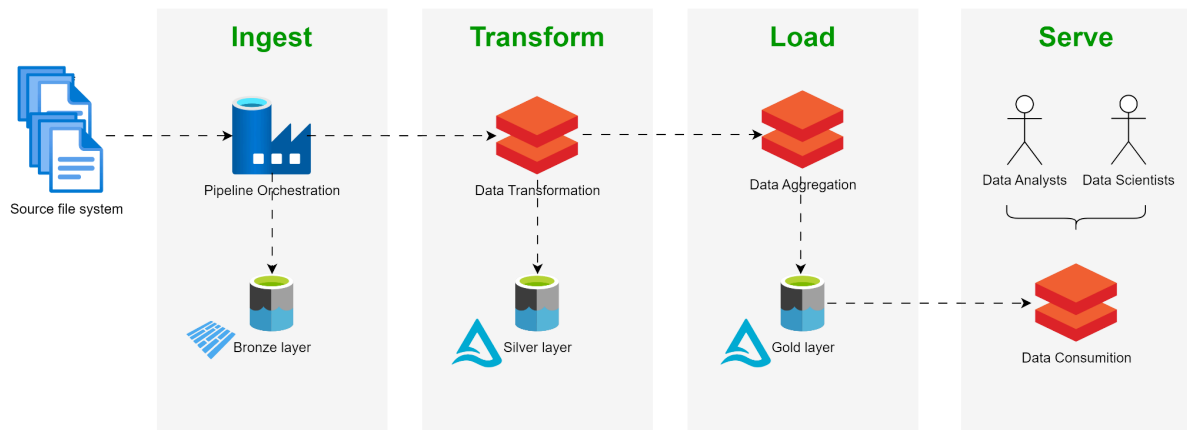 Ingest
Transform
Load
Serve
Source file system
Pipeline Orchestration
Data Transformation
Data Aggregation
Data Analysts
Data Scientists
Bronze layer
Silver layer
Gold layer
Data Consumition